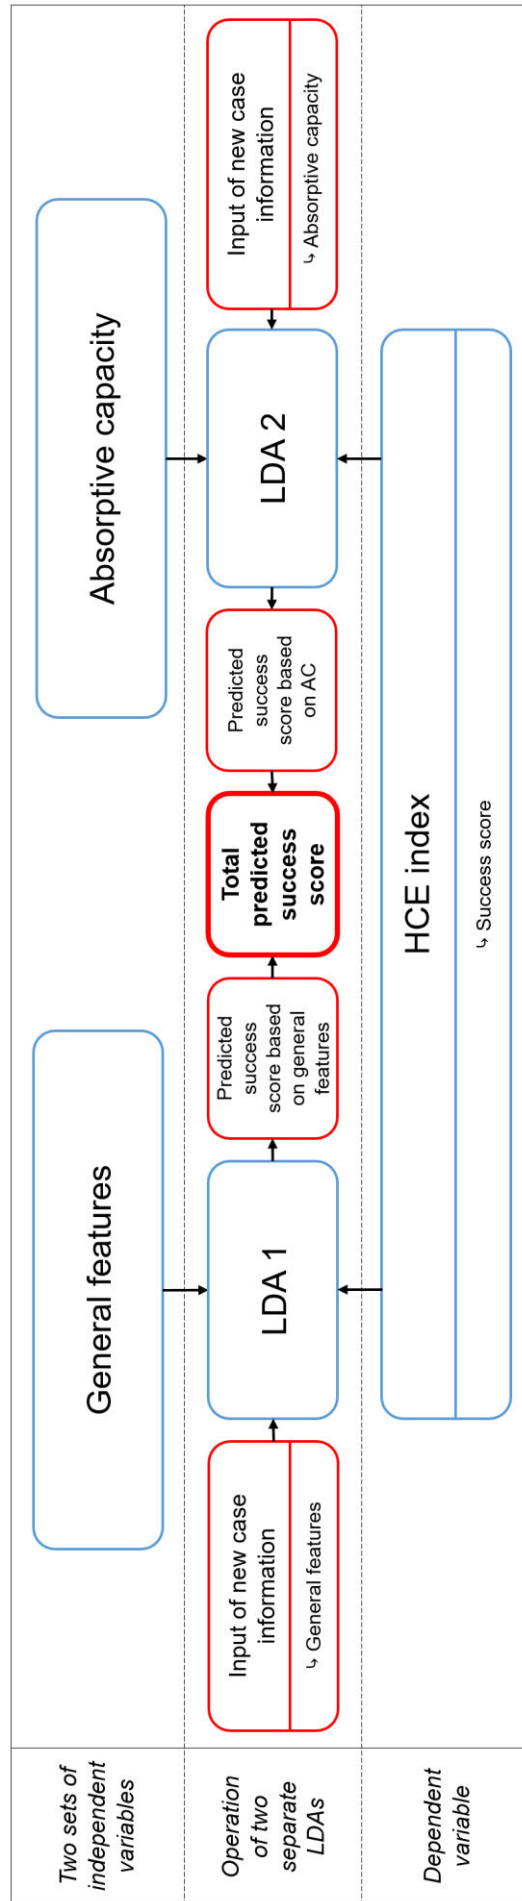 Two sets of
independent
variables
General features
Absorptive capacity
Operation
of two
separate
LDAs
Input of new case
information
↳ General features
LDA 1
Predicted
success
score based
on general
features
Total
predicted
success
score
Predicted
success
score based
on AC
LDA 2
Input of new case
information
↳ Absorptive capacity
Dependent
variable
HCE index
↳ Success score